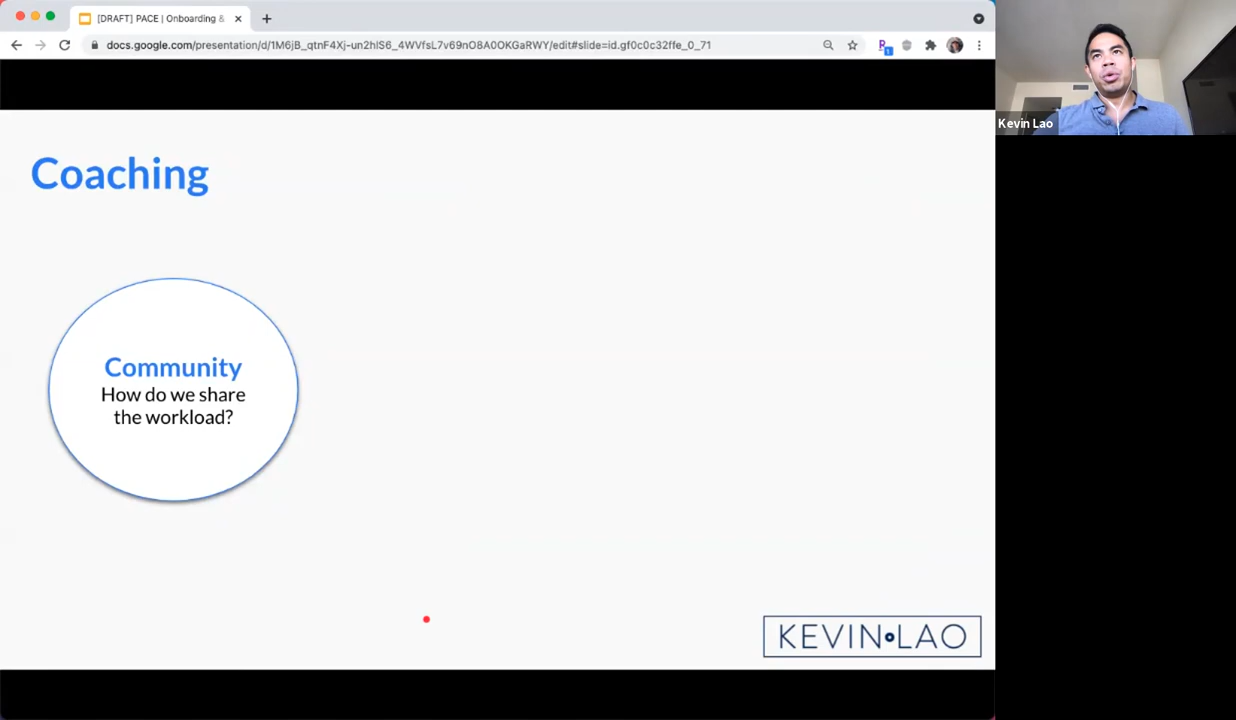 [DRAFT] PACE | Onboarding &
docs.google.com/presentation/d/1M6jB_qtnF4Xj-un2hlS6_4WVfsL7v69nO8A0OKGaRWY/edit#slide=id.gf0c0c32ffe_0_71
Kevin Lao
Coaching
Community
How do we share
the workload?
KEVIN LAO